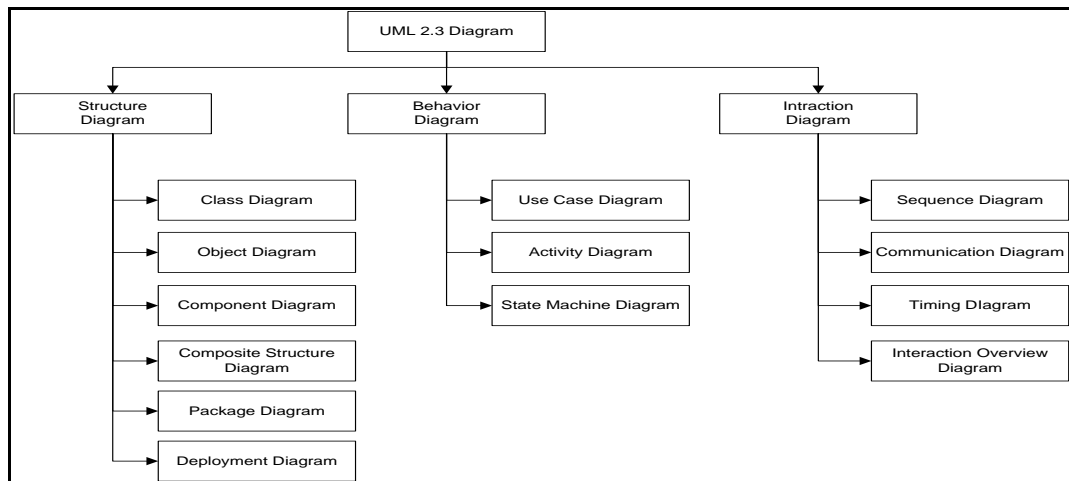 UML 2.3 Diagram
Structure
Diagram
Behavior
Diagram
Intraction
Diagram
Class Diagram
Object Diagram
Component Diagram
Composite Structure
Diagram
Package Diagram
Deployment Diagram
Use Case Diagram
Activity Diagram
State Machine Diagram
Sequence Diagram
Communication Diagram
Timing DIagram
Interaction Overview
Diagram